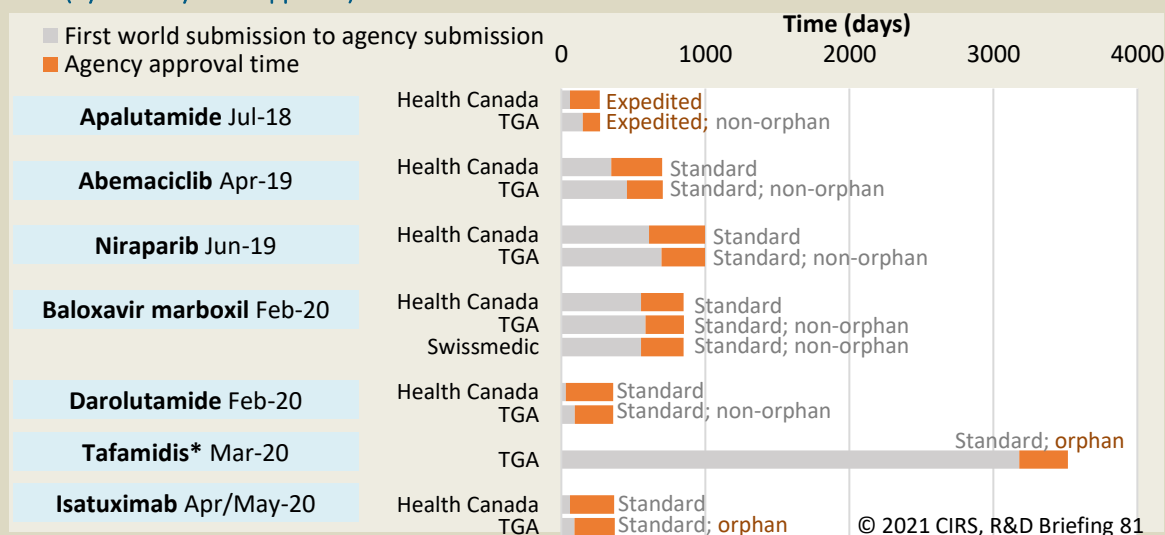 Time (days)
First world submission to agency submission
Agency approval time
0 1000 2000 3000 4000
Apalutamide Jul-18
Health Canada Expedited
TGA Expedited; non-orphan
Abemaciclib Apr-19
Health Canada Standard
TGA Standard; non-orphan
Niraparib Jun-19
Health Canada Standard
TGA Standard; non-orphan
Baloxavir marboxil Feb-20
Health Canada Standard
TGA Standard; non-orphan
Swissmedic Standard; non-orphan
Darolutamide Feb-20
Health Canada Standard
TGA Standard; non-orphan
Tafamidis* Mar-20
Standard; orphan
TGA
Isatuximab Apr/May-20
Health Canada Standard
TGA Standard; orphan
© 2021 CIRS, R&D Briefing 81